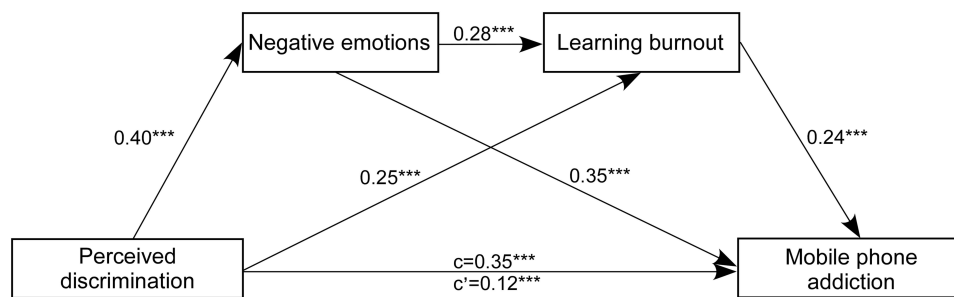 Negative emotions
0.28***
Learning burnout
0.40***
0.25***
0.35***
0.24***
Perceived
discrimination
c=0.35***
c'=0.12***
Mobile phone
addiction